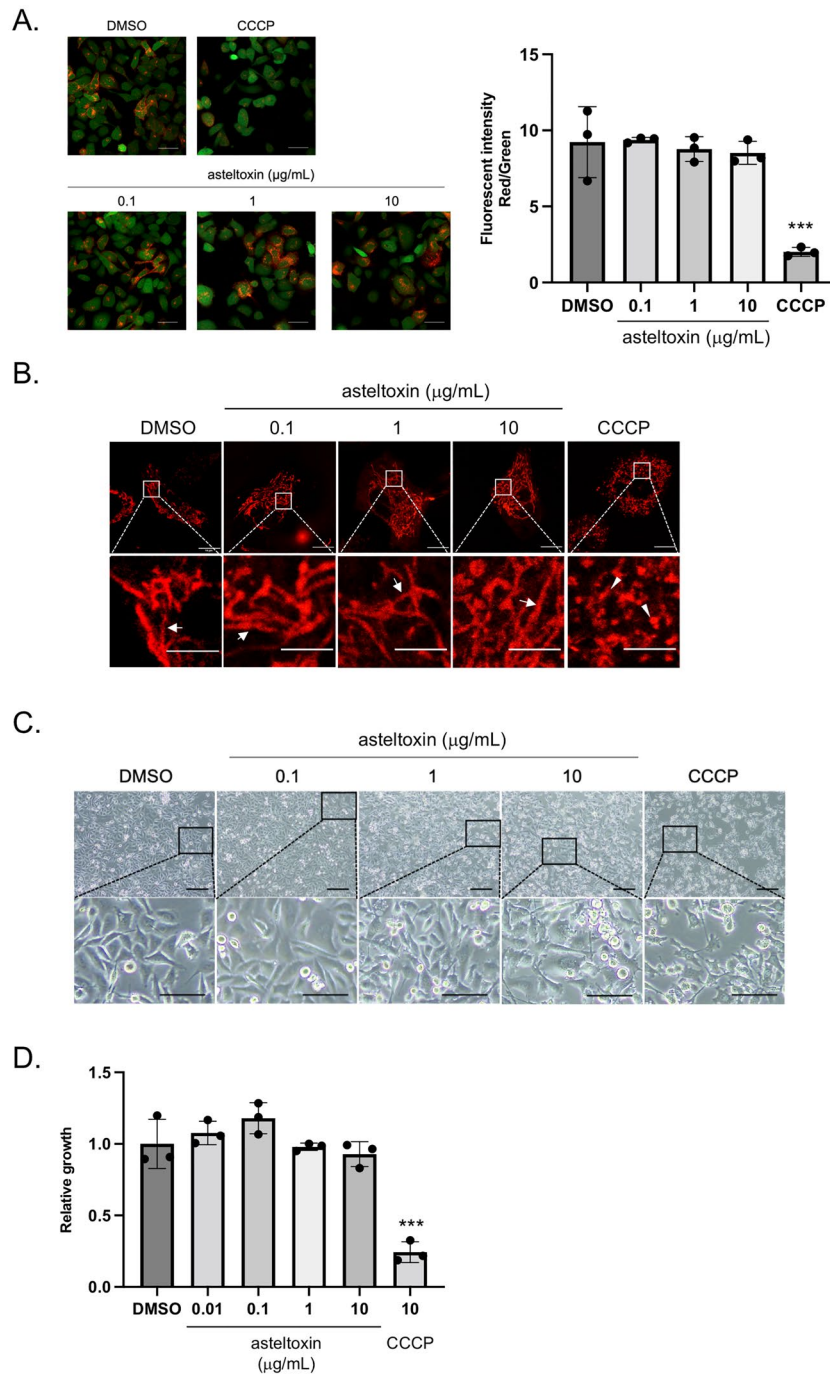 A.
DMSO CCCP
asteltoxin (μg/mL)
0.1 1 10
Fluorescent intensity
Red/Green
15
10
5
0
***
DMSO 0.1 1 10 CCCP
asteltoxin (μg/mL)
B.
asteltoxin (μg/mL)
DMSO 0.1 1 10 CCCP
C.
asteltoxin (μg/mL)
DMSO 0.1 1 10 CCCP
D.
Relative growth
1.5
1.0
0.5
0.0
***
DMSO 0.01 0.1 1 10 10
asteltoxin CCCP
(μg/mL)